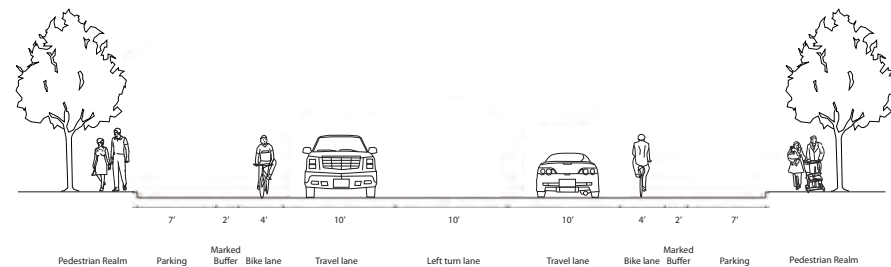 7’ 2’ 4’ 10’ 10’ 10’ 4’ 2’ 7’
Pedestrian Realm Parking Marked Buffer Bike lane Travel lane Left turn lane Travel lane Bike lane Marked Buffer Parking Pedestrian Realm